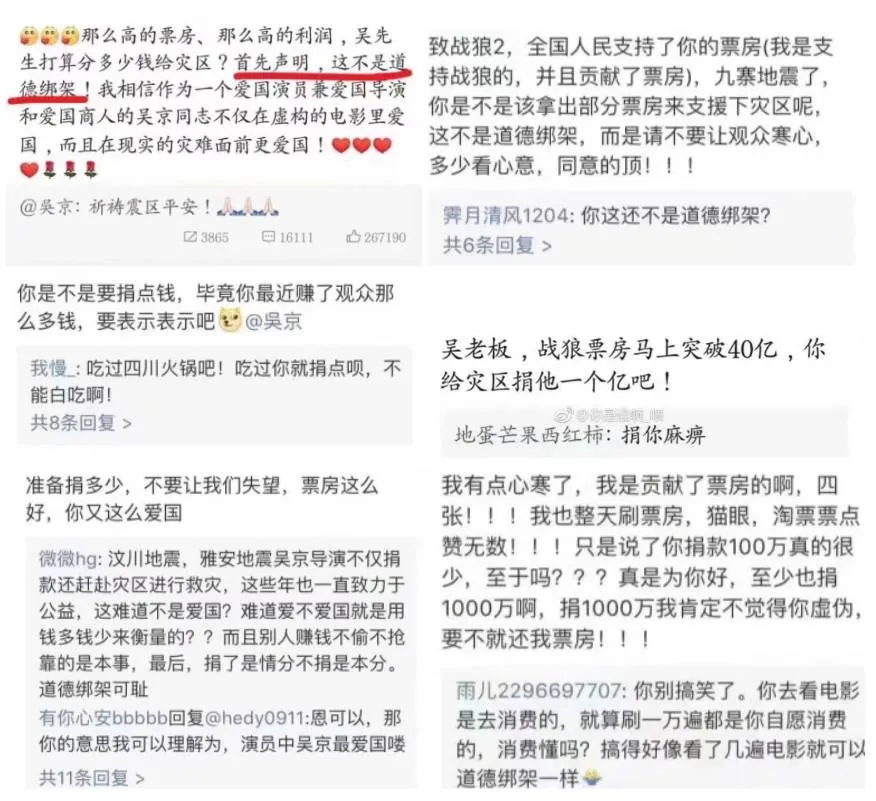 那么高的票房、那么高的利润，吴先
生打算分多少钱给灾区？首先声明，这不是道
德绑架！我相信作为一个爱国演员兼爱国导演
和爱国商人的吴京同志不仅在虚构的电影里爱
国，而且在现实的灾难面前更爱国！❤❤❤
❤🌹🌹🌹
@吴京：祈祷震区平安！🙏🙏🙏
3865 16111 267190
你是不是要捐点钱，毕竟你最近赚了观众那
么多钱，要表示表示吧@吴京
我慢_: 吃过四川火锅吧！吃过你就捐点呗，不
能白吃啊！
共8条回复 >
准备捐多少，不要让我们失望，票房这么
好，你又这么爱国
微微hg: 汶川地震，雅安地震吴京导演不仅捐
款还赶赴灾区进行救灾，这些年也一直致力于
公益，这难道不是爱国？难道爱不爱国就是用
钱多钱少来衡量的？？而且别人赚钱不偷不抢
靠的是本事，最后，捐了是情分不捐是本分。
道德绑架可耻
有你心安bbbbb回复@hedy0911:恩可以，那
你的意思我可以理解为，演员中吴京最爱国喽
共11条回复 >
致战狼2，全国人民支持了你的票房(我是支
持战狼的，并且贡献了票房)，九寨地震了，
你是不是该拿出部分票房来支援下灾区呢，
这不是道德绑架，而是请不要让观众寒心，
多少看心意，同意的顶！！！
霁月清风1204: 你这还不是道德绑架?
共6条回复 >
吴老板，战狼票房马上突破40亿，你
给灾区捐他一个亿吧！
地蛋芒果西红柿：捐你麻痹
我有点心寒了，我是贡献了票房的啊，四
张！！！我也整天刷票房，猫眼，淘票票点
赞无数！！！只是说了你捐款100万真的很
少，至于吗？？？真是为你好，至少也捐
1000万啊，捐1000万我肯定不觉得你虚伪，
要不就还我票房！！！
雨儿2296697707: 你别搞笑了。你去看电影
是去消费的，就算刷一万遍都是你自愿消费
的，消费懂吗？搞得好像看了几遍电影就可以
道德绑架一样